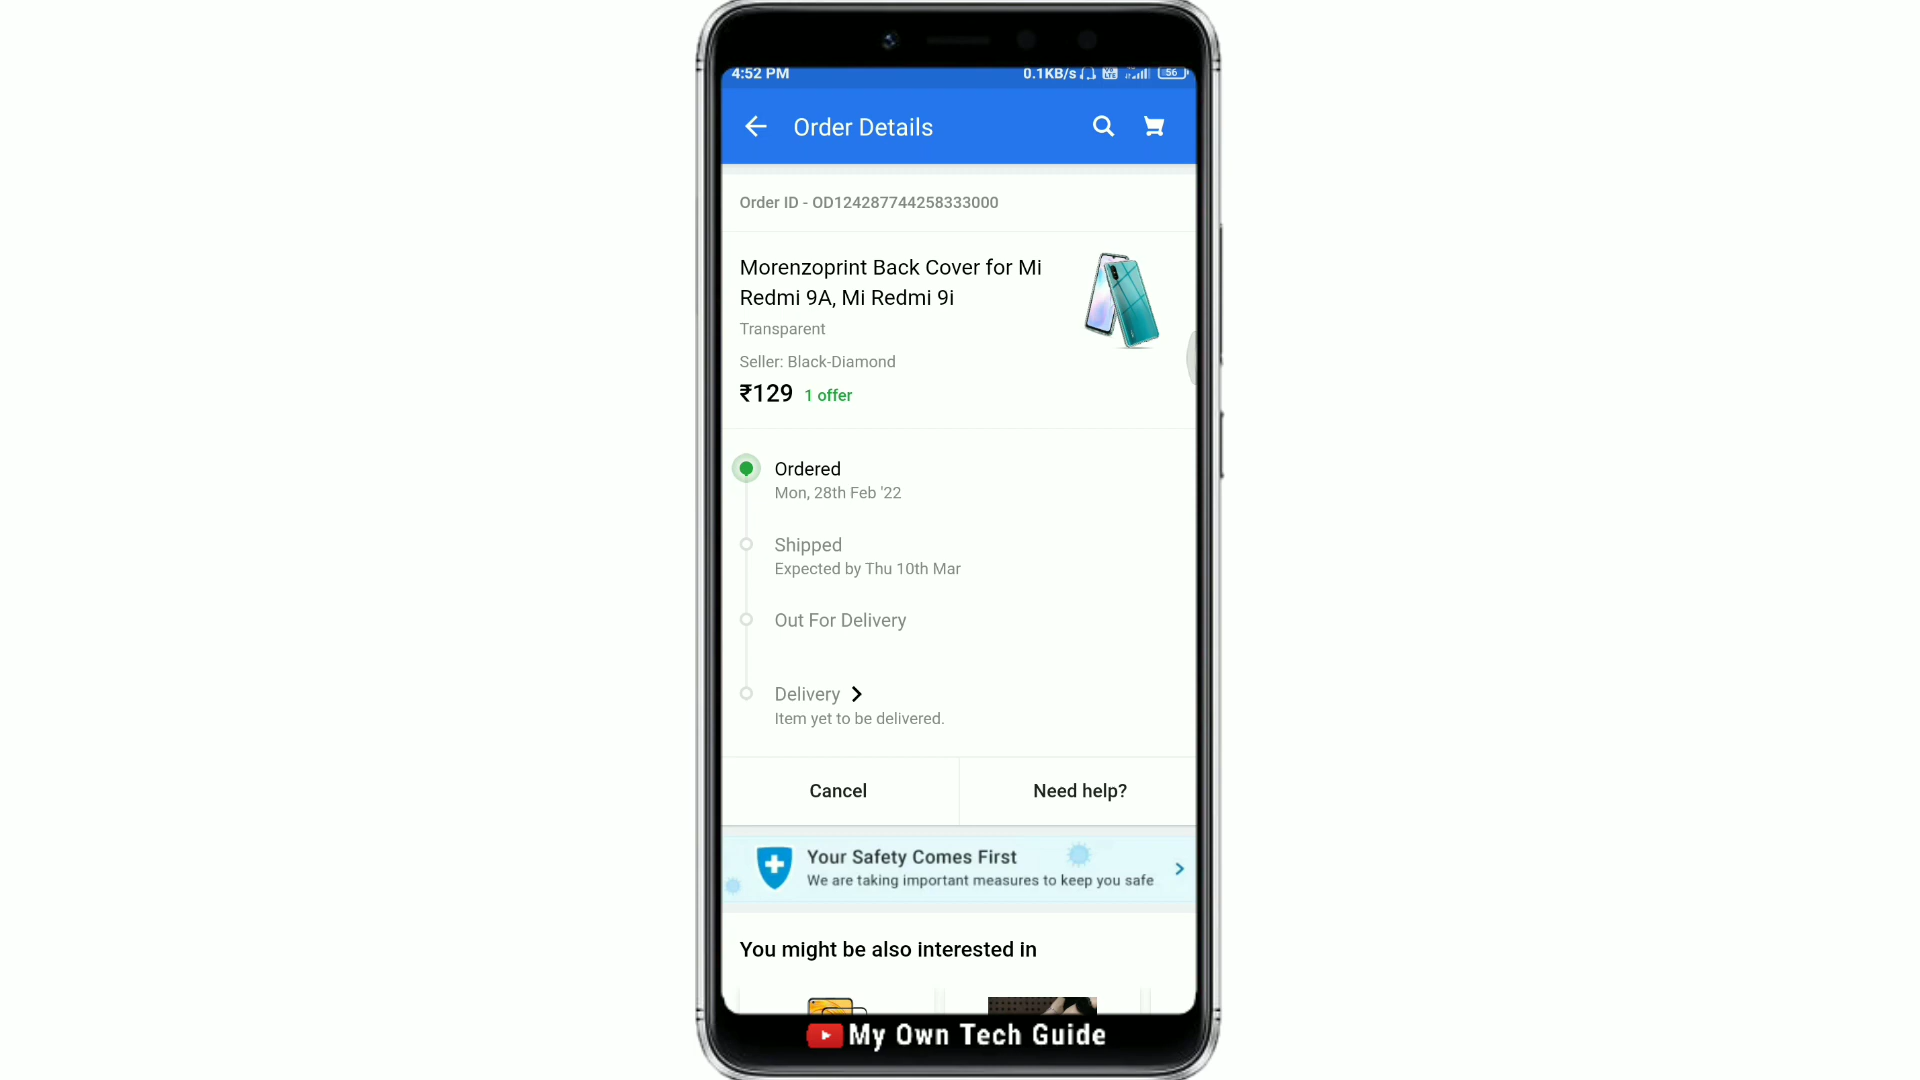 4:52 PM
0.1KB/s
56
Order Details
Order ID - OD124287744258333000
Morenzoprint Back Cover for Mi
Redmi 9A, Mi Redmi 9i
Transparent
Seller: Black-Diamond
₹129 1 offer
Ordered
Mon, 28th Feb '22
Shipped
Expected by Thu 10th Mar
Out For Delivery
Delivery
Item yet to be delivered.
Cancel
Need help?
Your Safety Comes First
We are taking important measures to keep you safe
You might be also interested in
My Own Tech Guide